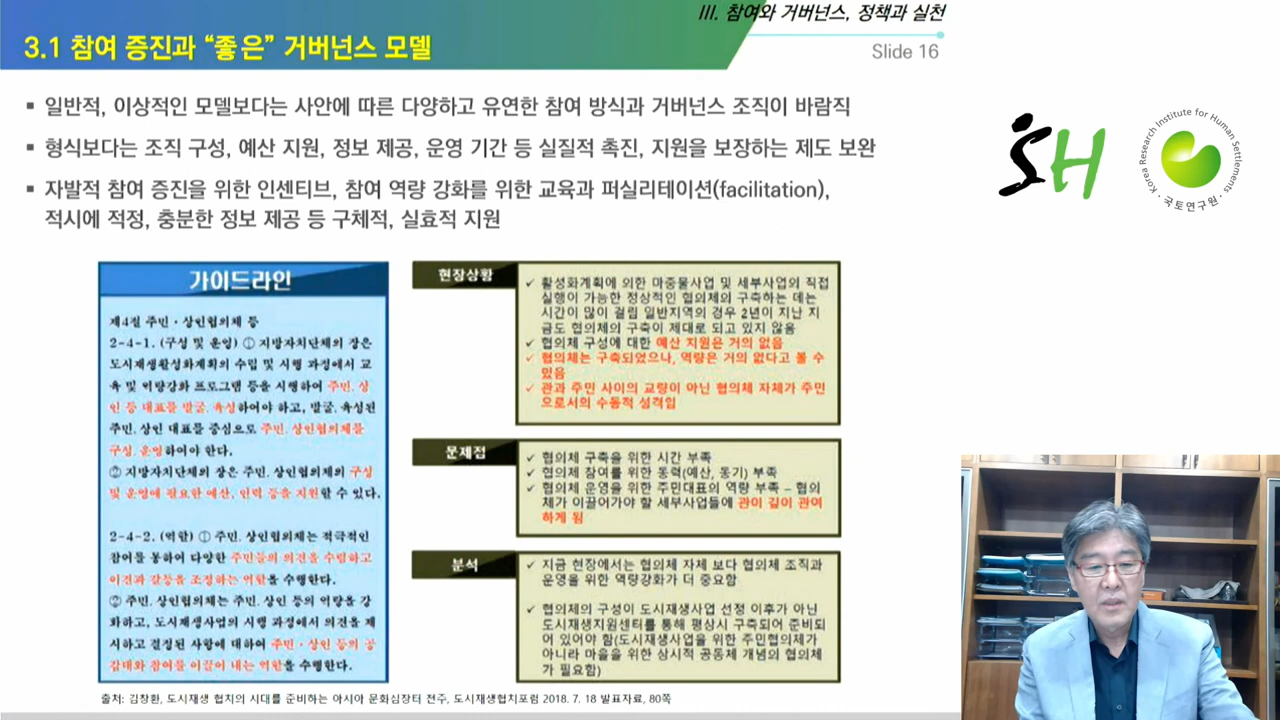 III. 참여와 거버넌스, 정책과 실천
3.1 참여 증진과 “좋은” 거버넌스 모델
Slide 16
▪ 일반적, 이상적인 모델보다는 사안에 따른 다양하고 유연한 참여 방식과 거버넌스 조직이 바람직
▪ 형식보다는 조직 구성, 예산 지원, 정보 제공, 운영 기간 등 실질적 촉진, 지원을 보장하는 제도 보완
▪ 자발적 참여 증진을 위한 인센티브, 참여 역량 강화를 위한 교육과 퍼실리테이션(facilitation),
적시에 적정, 충분한 정보 제공 등 구체적, 실효적 지원
SH
Korea Research Institute for Human Settlements
· 국토연구원 ·
가이드라인
제4절 주민·상인협의체 등
2-4-1. (구성 및 운영) ① 지방자치단체의 장은
도시재생활성화계획의 수립 및 시행 과정에서 교
육 및 역량강화 프로그램 등을 시행하여 주민, 상
인 등 대표를 발굴, 육성하여야 하고, 발굴, 육성된
주민, 상인 대표를 중심으로 주민, 상인협의체를
구성, 운영하여야 한다.
② 지방자치단체의 장은 주민, 상인협의체의 구성
및 운영에 필요한 예산, 인력 등을 지원할 수 있다.
2-4-2. (역할) ① 주민, 상인협의체는 적극적인
참여를 통하여 다양한 주민들의 의견을 수렴하고
이견과 갈등을 조정하는 역할을 수행한다.
② 주민, 상인협의체는 주민, 상인 등의 역량을 강
화하고, 도시재생사업의 시행 과정에서 의견을 제
시하고 결정된 사항에 대하여 주민·상인 등의 공
감대와 참여를 이끌어 내는 역할을 수행한다.
현장상황
✓ 활성화계획에 의한 마중물사업 및 세부사업의 직접
실행이 가능한 정상적인 협의체의 구축하는 데는
시간이 많이 걸림 일반지역의 경우 2년이 지난 지
금도 협의체의 구축이 제대로 되고 있지 않음
✓ 협의체 구성에 대한 예산 지원은 거의 없음
✓ 협의체는 구축되었으나, 역량은 거의 없다고 볼 수
있음
✓ 관과 주민 사이의 교량이 아닌 협의체 자체가 주민
으로서의 수동적 성격임
문제점
✓ 협의체 구축을 위한 시간 부족
✓ 협의체 참여를 위한 동력(예산, 동기) 부족
✓ 협의체 운영을 위한 주민대표의 역량 부족 – 협의
체가 이끌어가야 할 세부사업들에 관이 깊이 관여
하게 됨
분석
✓ 지금 현장에서는 협의체 자체 보다 협의체 조직과
운영을 위한 역량강화가 더 중요함
✓ 협의체의 구성이 도시재생사업 선정 이후가 아닌
도시재생지원센터를 통해 평상시 구축되어 준비되
어 있어야 함(도시재생사업을 위한 주민협의체가
아니라 마을을 위한 상시적 공동체 개념의 협의체
가 필요함)
출처: 김창환, 도시재생 협치의 시대를 준비하는 아시아 문화심장터 전주, 도시재생협치포럼 2018. 7. 18 발표자료, 80쪽